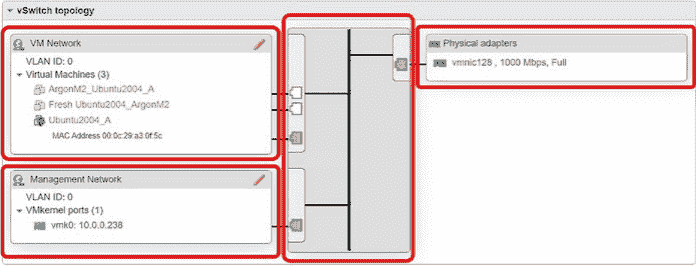 vSwitch topology
VM Network
VLAN ID: 0
Virtual Machines (3)
ArgonM2_Ubuntu2004_A
Fresh Ubuntu2004_ArgonM2
Ubuntu2004_A
MAC Address 00:0c:29:a3:0f:5c
Management Network
VLAN ID: 0
VMkernel ports (1)
vmk0: 10.0.0.238
Physical adapters
vmnic128 , 1000 Mbps, Full